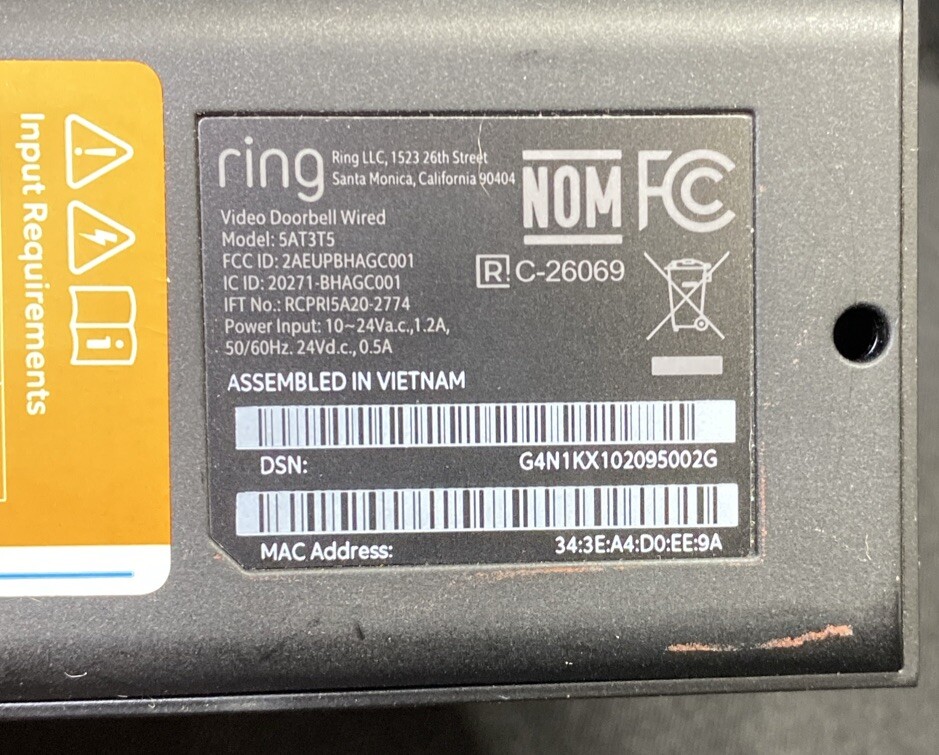 Input Requirements
ring
Ring LLC, 1523 26th Street
Santa Monica, California 90404
NOM
FC
Video Doorbell Wired
Model: 5AT3T5
FCC ID: 2AEUPBHAGC001
IC ID: 20271-BHAGC001
IFT No.: RCPRI5A20-2774
Power Input: 10~24Va.c.,1.2A,
50/60Hz. 24Vd.c., 0.5A
R! C-26069
ASSEMBLED IN VIETNAM
DSN: G4N1KX102095002G
MAC Address: 34:3E:A4:D0:EE:9A